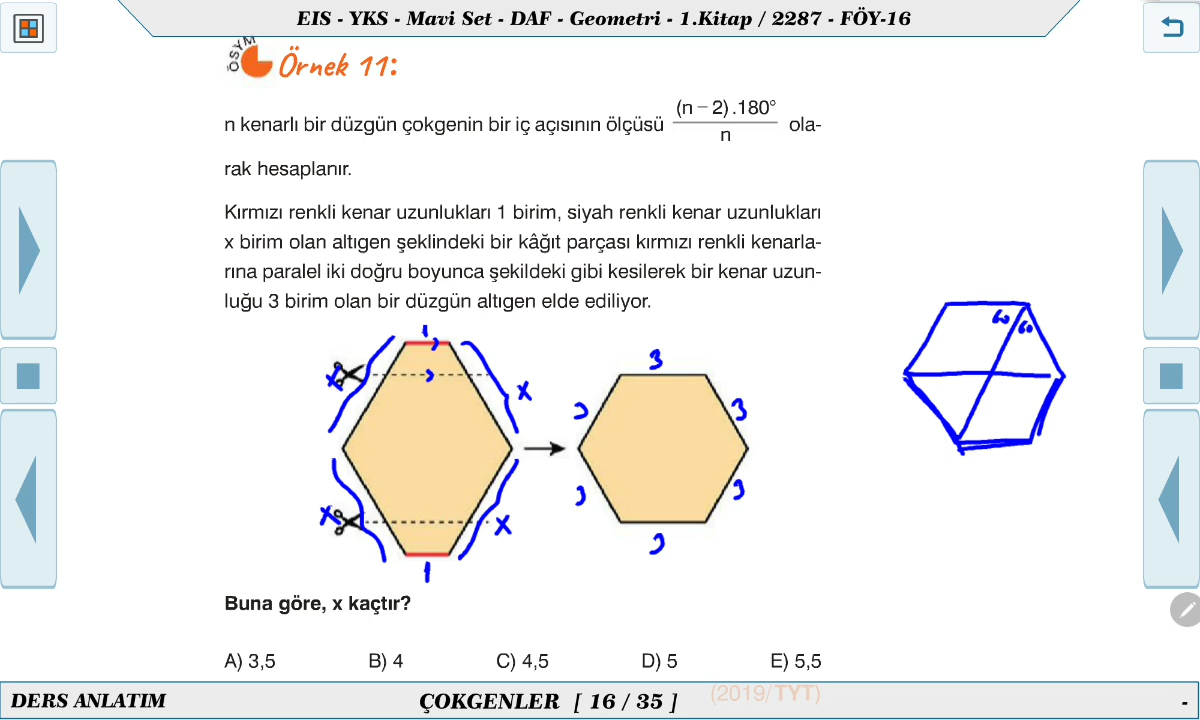 EIS - YKS - Mavi Set - DAF - Geometri - 1.Kitap / 2287 - FÖY-16
ÖSYM
Örnek 11:
n kenarlı bir düzgün çokgenin bir iç açısının ölçüsü (n – 2).180° / n ola-
rak hesaplanır.
Kırmızı renkli kenar uzunlukları 1 birim, siyah renkli kenar uzunlukları
x birim olan altıgen şeklindeki bir kâğıt parçası kırmızı renkli kenarla-
rına paralel iki doğru boyunca şekildeki gibi kesilerek bir kenar uzun-
luğu 3 birim olan bir düzgün altıgen elde ediliyor.
1
x x
x x
1
3
3 3
3 3
3
60 60
Buna göre, x kaçtır?
A) 3,5 B) 4 C) 4,5 D) 5 E) 5,5
(2019/TYT)
DERS ANLATIM ÇOKGENLER [ 16 / 35 ] -